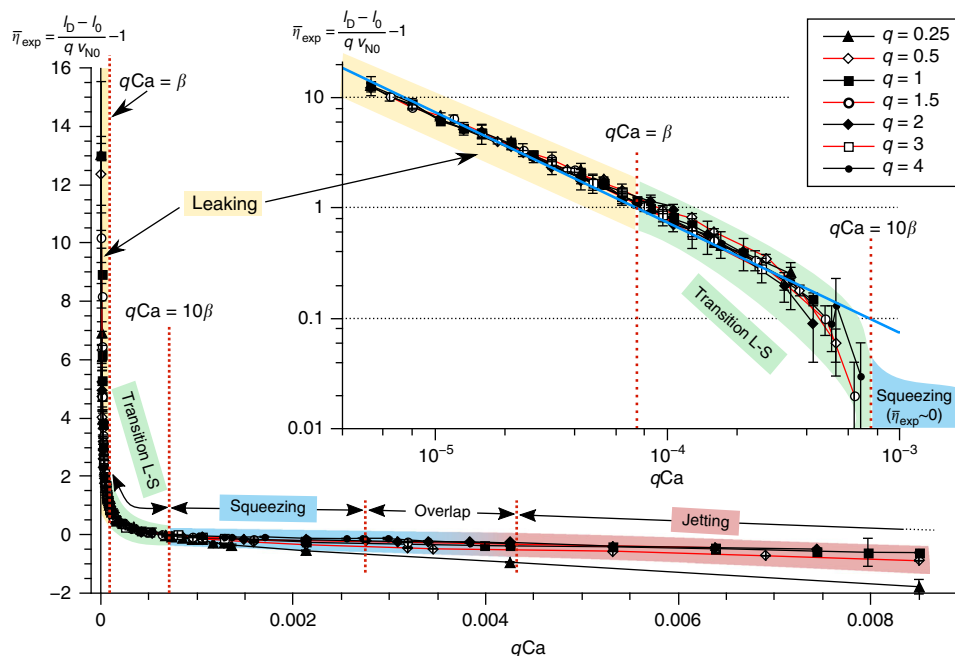 η̄exp = (lD − l0)/(q vN0) −1
η̄exp = (lD − l0)/(q vN0) −1
q = 0.25
q = 0.5
q = 1
q = 1.5
q = 2
q = 3
q = 4
16
14
12
10
8
6
4
2
0
−2
qCa = β
Leaking
qCa = 10β
Transition L-S
10
1
0.1
0.01
qCa = β
qCa = 10β
Transition L-S
Squeezing
(η̄exp~0)
10⁻⁵
10⁻⁴
10⁻³
qCa
Squeezing
Overlap
Jetting
0
0.002
0.004
0.006
0.008
qCa